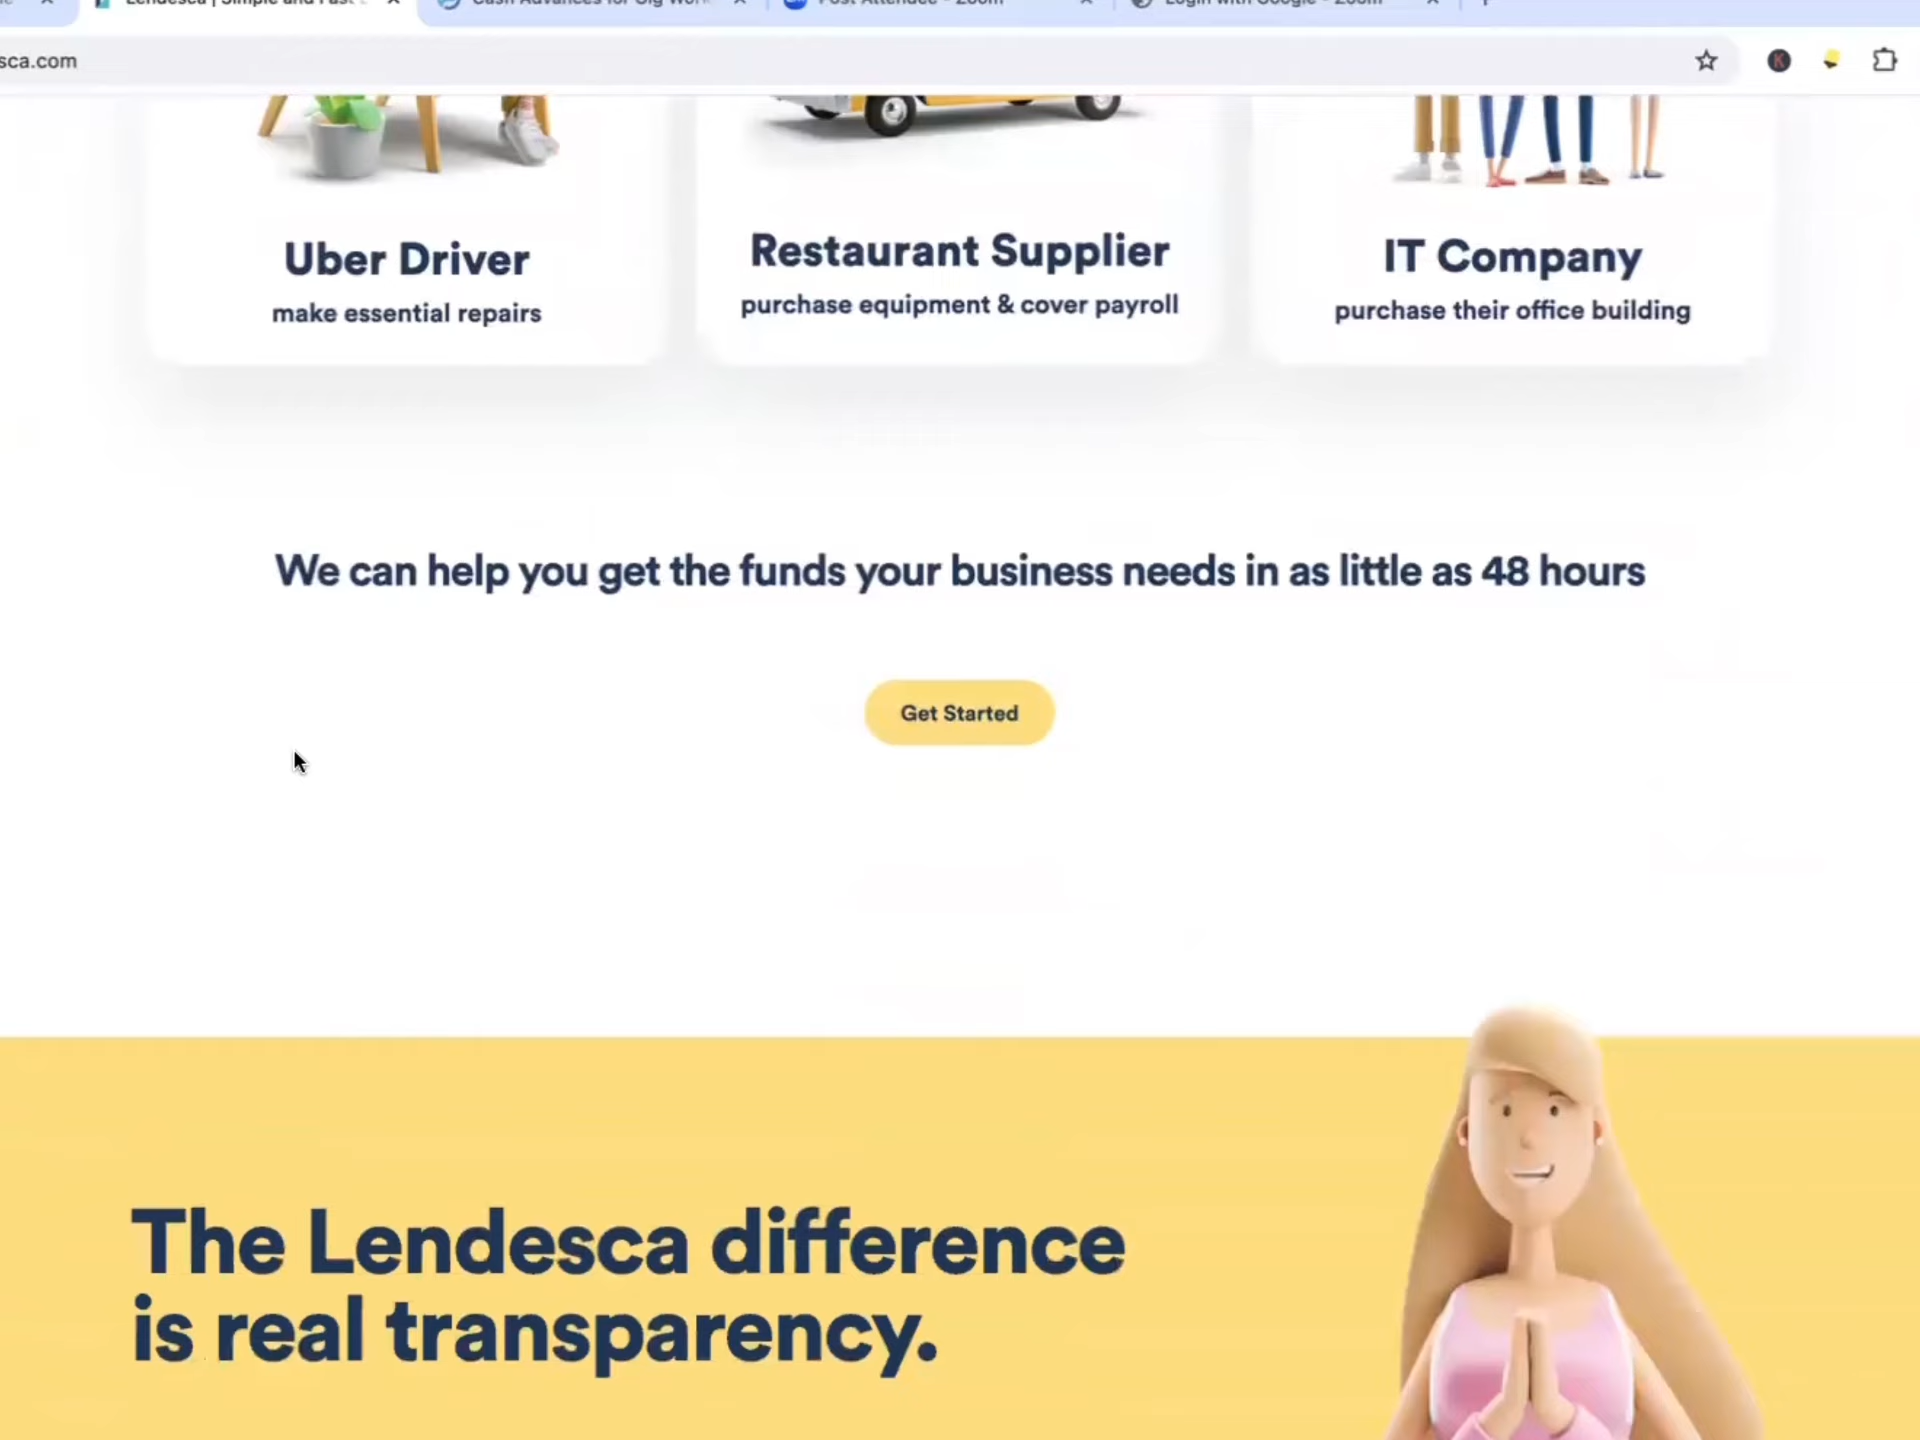 Lendesca | Simple and Fast
Cash Advances for Gig Work
Post Attendee - Zoom
Login with Google - Zoom
sca.com
Uber Driver
make essential repairs
Restaurant Supplier
purchase equipment & cover payroll
IT Company
purchase their office building
We can help you get the funds your business needs in as little as 48 hours
Get Started
The Lendesca difference
is real transparency.